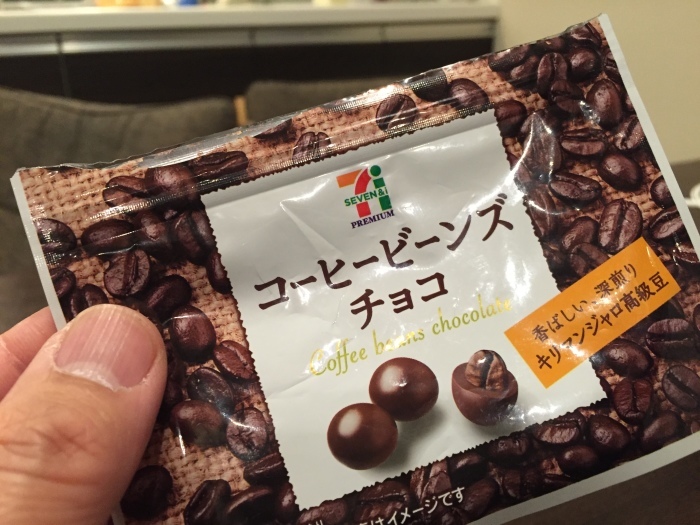 SEVEN&i
PREMIUM
コーヒービーンズ
チョコ
Coffee beans chocolate
香ばしい、深煎り
キリマンジャロ高級豆
はイメージです